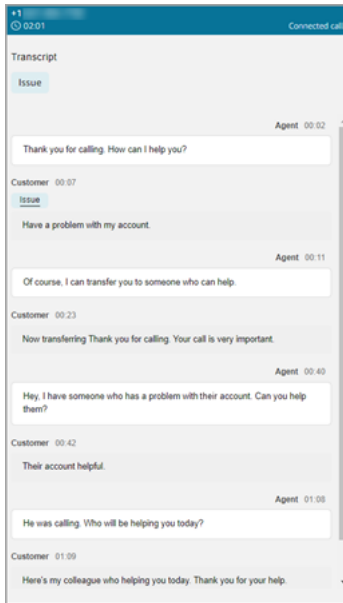 +1
02:01 Connected call
Transcript
Issue
Agent 00:02
Thank you for calling. How can I help you?
Customer 00:07
Issue
Have a problem with my account.
Agent 00:11
Of course, I can transfer you to someone who can help.
Customer 00:23
Now transferring Thank you for calling. Your call is very important.
Agent 00:40
Hey, I have someone who has a problem with their account. Can you help
them?
Customer 00:42
Their account helpful.
Agent 01:08
He was calling. Who will be helping you today?
Customer 01:09
Here's my colleague who helping you today. Thank you for your help.